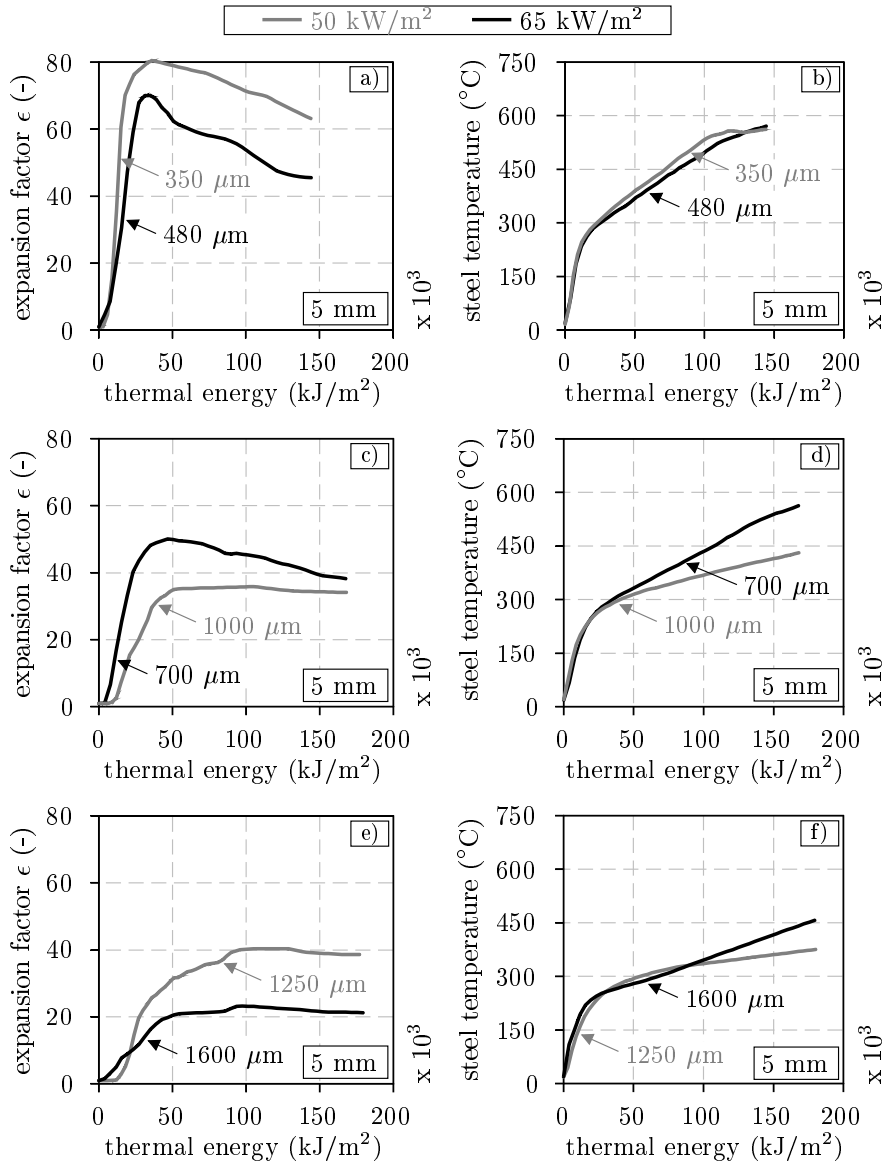 50 kW/m² 65 kW/m²
a)
80
60
40
20
0
expansion factor ϵ (-)
350 μm
480 μm
5 mm
0 50 100 150 200
x 10³
thermal energy (kJ/m²)
b)
750
600
450
300
150
0
steel temperature (°C)
350 μm
480 μm
5 mm
0 50 100 150 200
x 10³
thermal energy (kJ/m²)
c)
80
60
40
20
0
expansion factor ϵ (-)
1000 μm
700 μm
5 mm
0 50 100 150 200
x 10³
thermal energy (kJ/m²)
d)
750
600
450
300
150
0
steel temperature (°C)
700 μm
1000 μm
5 mm
0 50 100 150 200
x 10³
thermal energy (kJ/m²)
e)
80
60
40
20
0
expansion factor ϵ (-)
1250 μm
1600 μm
5 mm
0 50 100 150 200
x 10³
thermal energy (kJ/m²)
f)
750
600
450
300
150
0
steel temperature (°C)
1600 μm
1250 μm
5 mm
0 50 100 150 200
x 10³
thermal energy (kJ/m²)